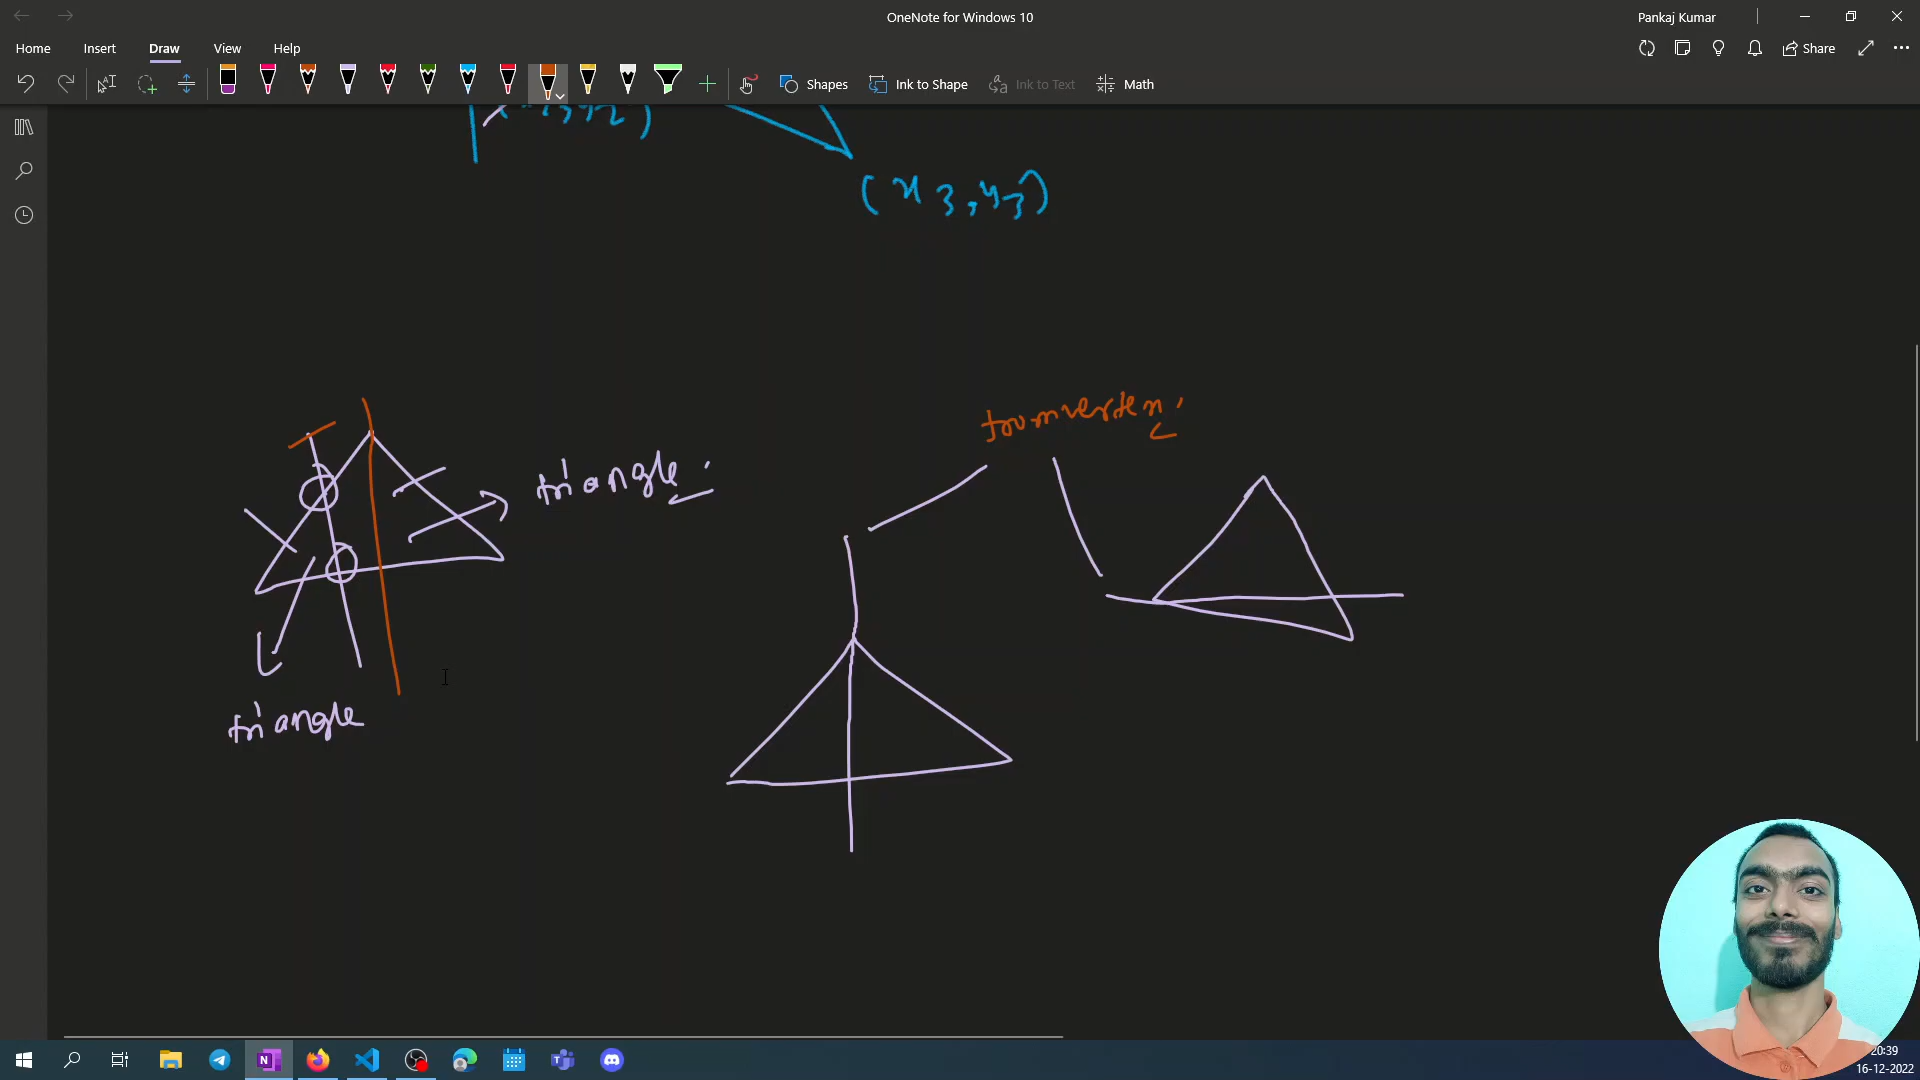 OneNote for Windows 10
Pankaj Kumar
Home Insert Draw View Help
Share
Shapes Ink to Shape Ink to Text Math
(x3,y3)
triangle
triangle
20:39
16-12-2022